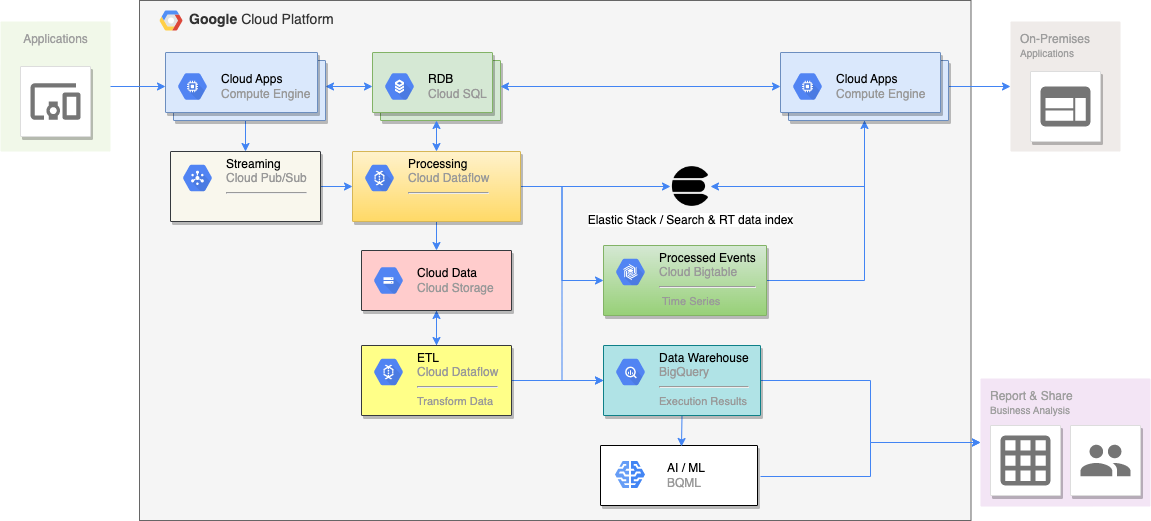 Google Cloud Platform
Applications
On-Premises
Applications
Cloud Apps
Compute Engine
RDB
Cloud SQL
Cloud Apps
Compute Engine
Streaming
Cloud Pub/Sub
Processing
Cloud Dataflow
Elastic Stack / Search & RT data index
Cloud Data
Cloud Storage
Processed Events
Cloud Bigtable
Time Series
ETL
Cloud Dataflow
Transform Data
Data Warehouse
BigQuery
Execution Results
Report & Share
Business Analysis
AI / ML
BQML